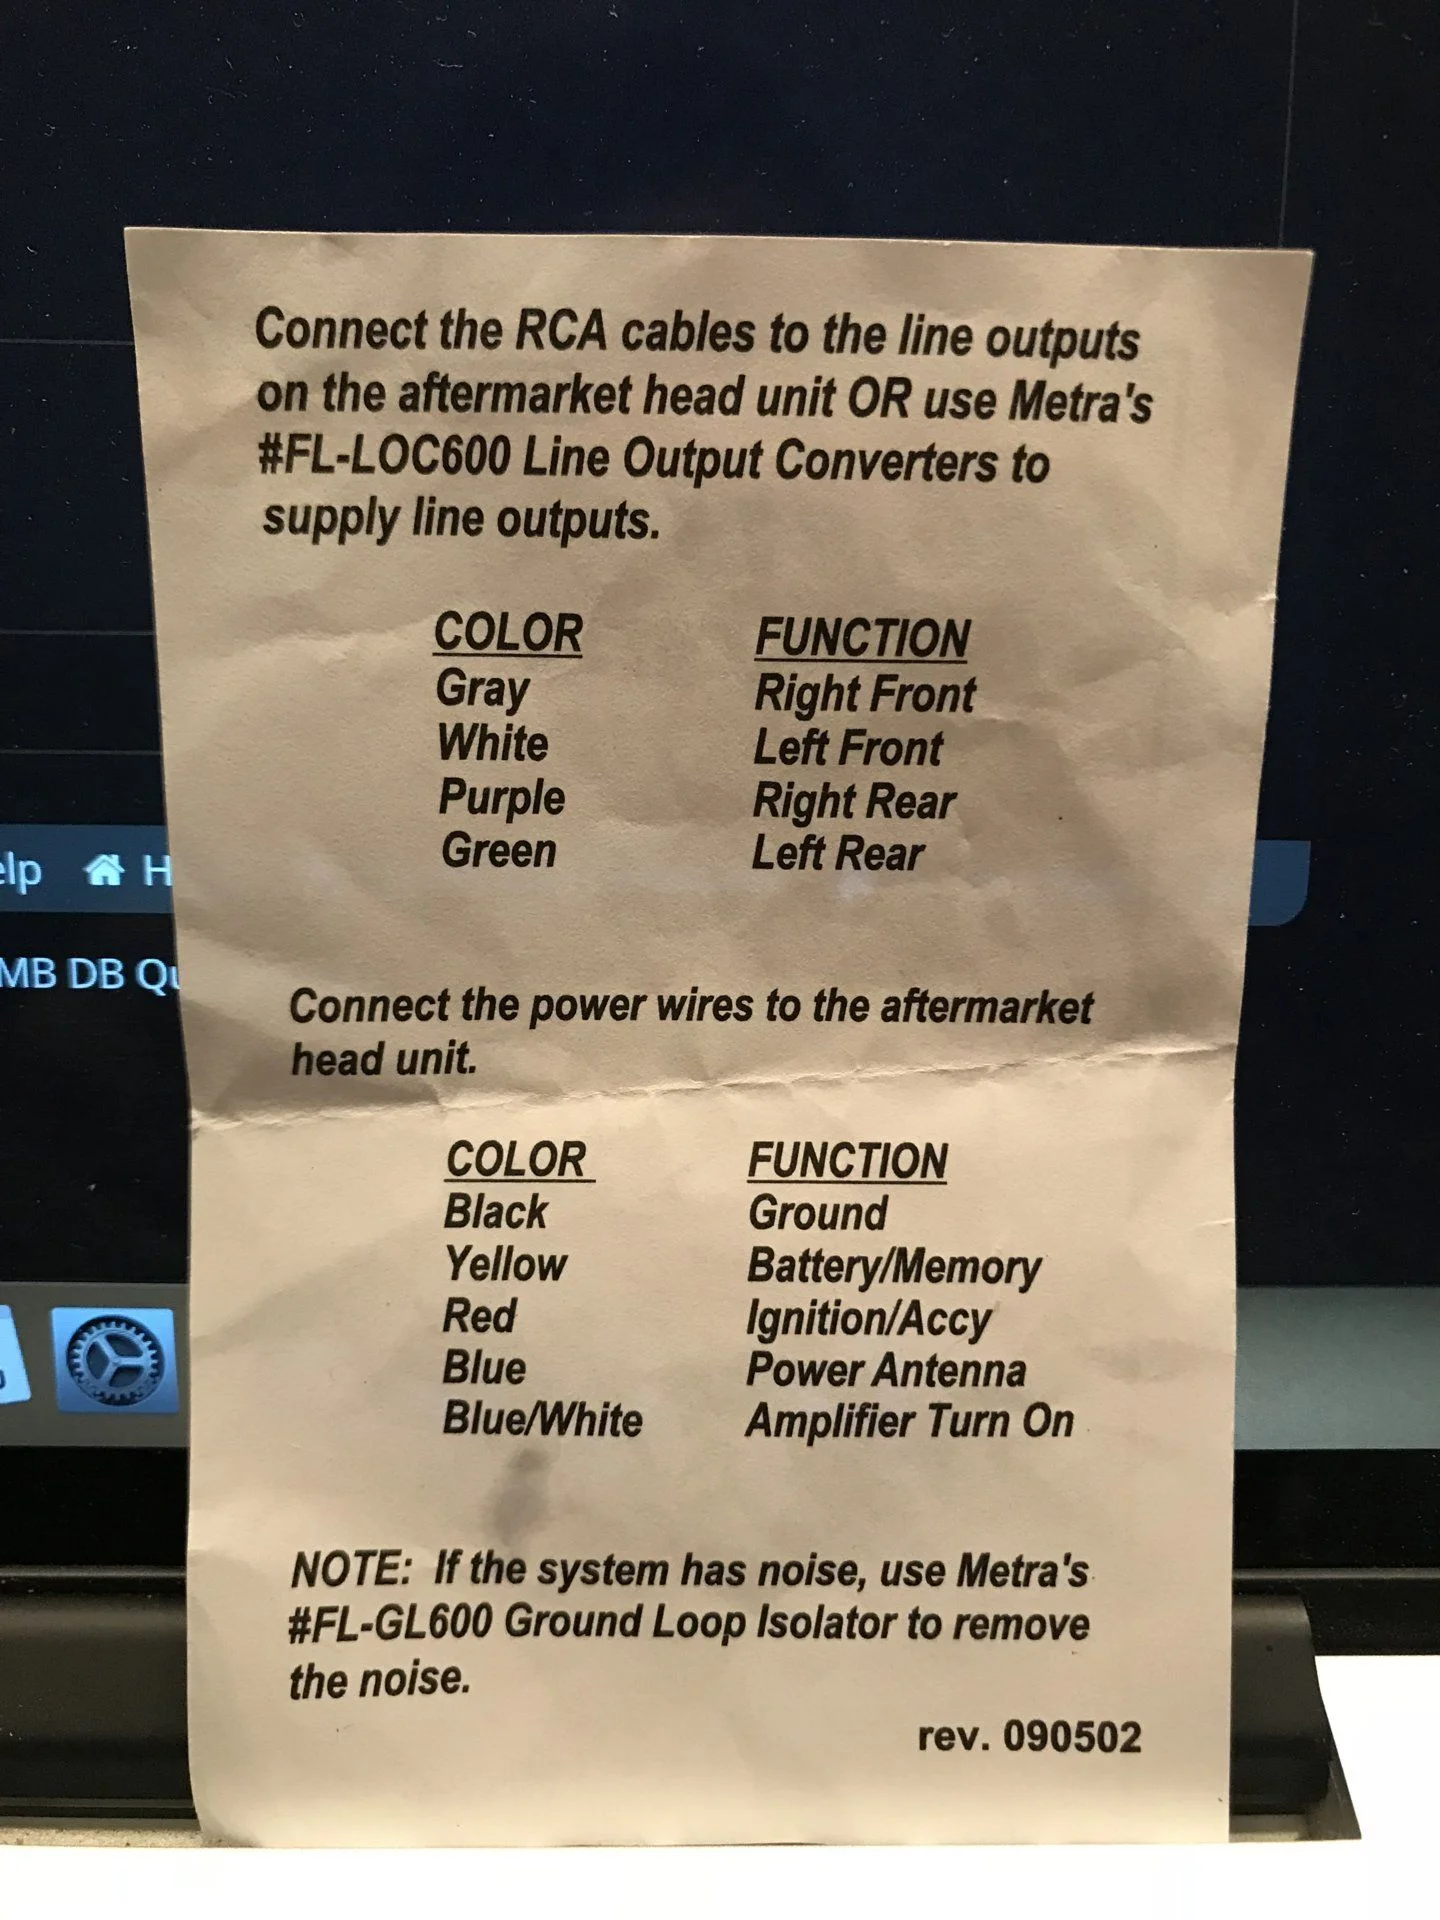 Connect the RCA cables to the line outputs
on the aftermarket head unit OR use Metra's
#FL-LOC600 Line Output Converters to
supply line outputs.
COLOR FUNCTION
Gray Right Front
White Left Front
Purple Right Rear
Green Left Rear
elp H
MB DB Qu
Connect the power wires to the aftermarket
head unit.
COLOR FUNCTION
Black Ground
Yellow Battery/Memory
Red Ignition/Accy
Blue Power Antenna
Blue/White Amplifier Turn On
NOTE: If the system has noise, use Metra's
#FL-GL600 Ground Loop Isolator to remove
the noise.
rev. 090502